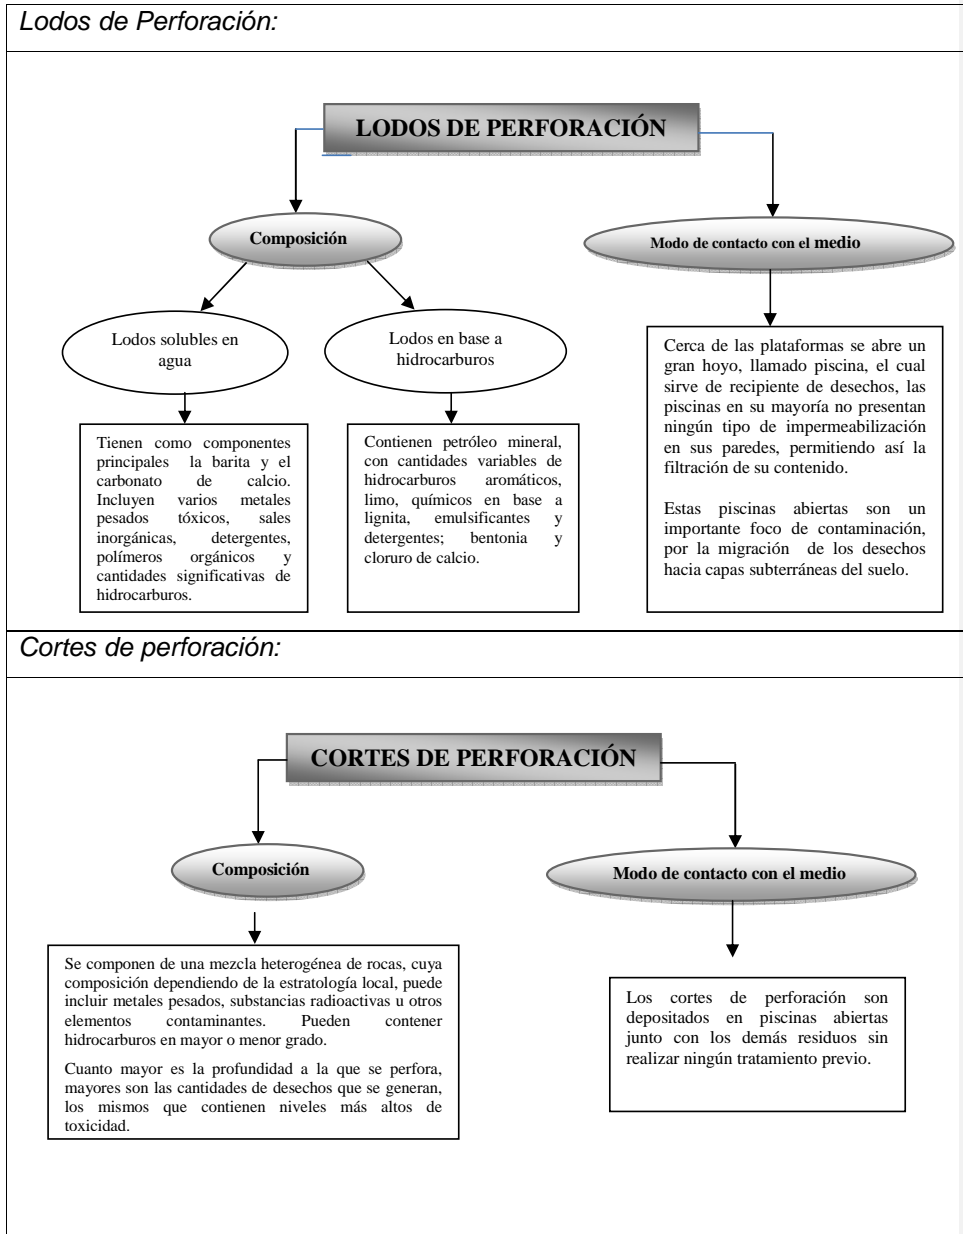 Lodos de Perforación:
LODOS DE PERFORACIÓN
Composición
Modo de contacto con el medio
Lodos solubles en
agua
Lodos en base a
hidrocarburos
Tienen como componentes
principales la barita y el
carbonato de calcio.
Incluyen varios metales
pesados tóxicos, sales
inorgánicas, detergentes,
polímeros orgánicos y
cantidades significativas de
hidrocarburos.
Contienen petróleo mineral,
con cantidades variables de
hidrocarburos aromáticos,
limo, químicos en base a
lignita, emulsificantes y
detergentes; bentonia y
cloruro de calcio.
Cerca de las plataformas se abre un
gran hoyo, llamado piscina, el cual
sirve de recipiente de desechos, las
piscinas en su mayoría no presentan
ningún tipo de impermeabilización
en sus paredes, permitiendo así la
filtración de su contenido.
Estas piscinas abiertas son un
importante foco de contaminación,
por la migración de los desechos
hacia capas subterráneas del suelo.
Cortes de perforación:
CORTES DE PERFORACIÓN
Composición
Modo de contacto con el medio
Se componen de una mezcla heterogénea de rocas, cuya
composición dependiendo de la estratología local, puede
incluir metales pesados, substancias radioactivas u otros
elementos contaminantes. Pueden contener
hidrocarburos en mayor o menor grado.
Cuanto mayor es la profundidad a la que se perfora,
mayores son las cantidades de desechos que se generan,
los mismos que contienen niveles más altos de
toxicidad.
Los cortes de perforación son
depositados en piscinas abiertas
junto con los demás residuos sin
realizar ningún tratamiento previo.